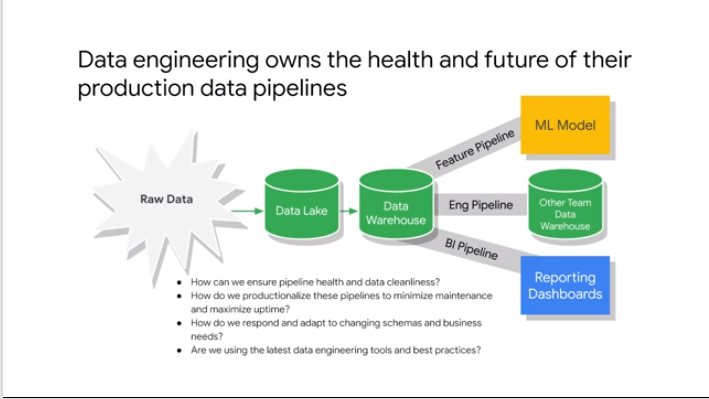 Data engineering owns the health and future of their
production data pipelines
ML Model
Feature Pipeline
Raw Data
Data Lake
Data
Warehouse
Eng Pipeline
Other Team
Data
Warehouse
BI Pipeline
Reporting
Dashboards
● How can we ensure pipeline health and data cleanliness?
● How do we productionalize these pipelines to minimize maintenance
and maximize uptime?
● How do we respond and adapt to changing schemas and business
needs?
● Are we using the latest data engineering tools and best practices?